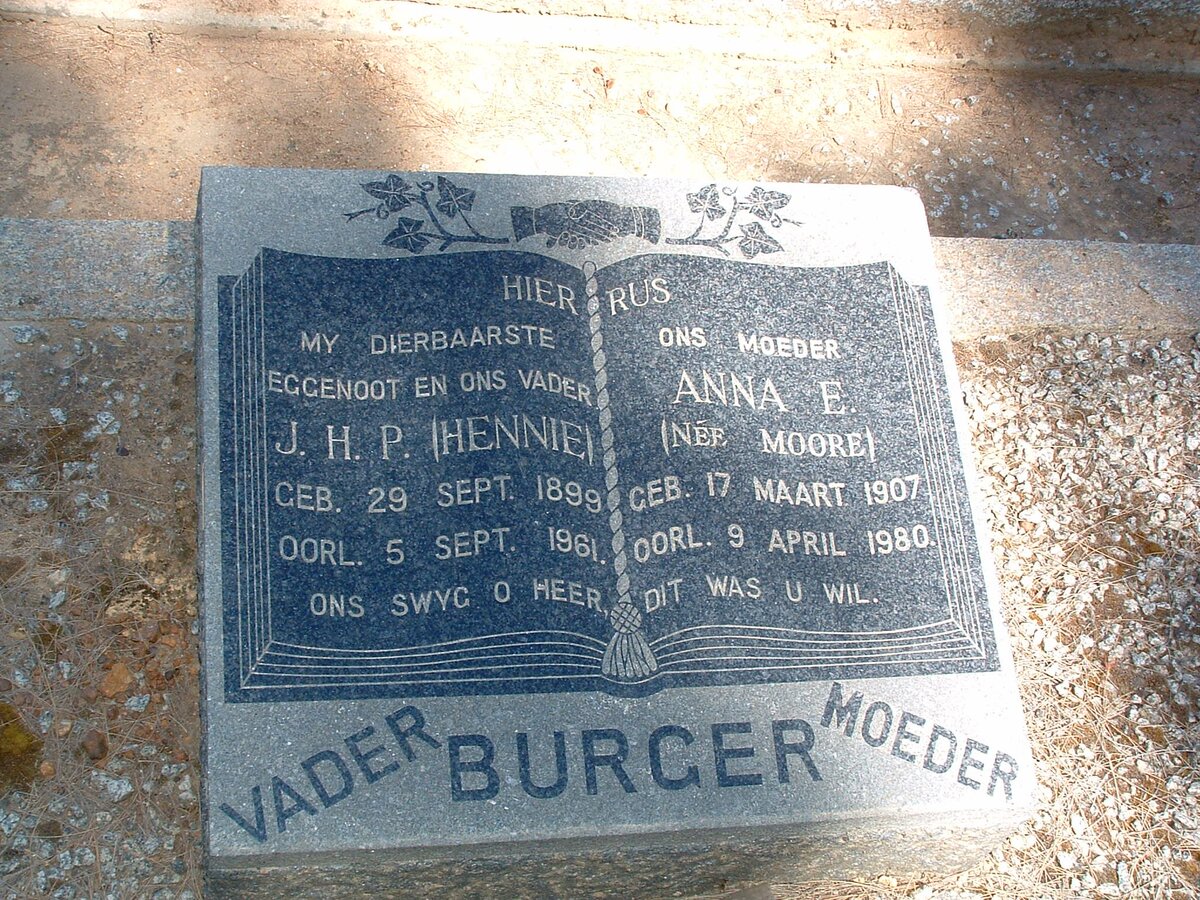 HIER RUS
MY DIERBAARSTE
EGGENOOT EN ONS VADER
J. H. P. (HENNIE)
GEB. 29 SEPT. 1899
OORL. 5 SEPT. 1961.
ONS SWYG O HEER,
ONS MOEDER
ANNA E.
(NÉE MOORE)
GEB. 17 MAART 1907.
OORL. 9 APRIL 1980.
DIT WAS U WIL.
VADER BURGER MOEDER